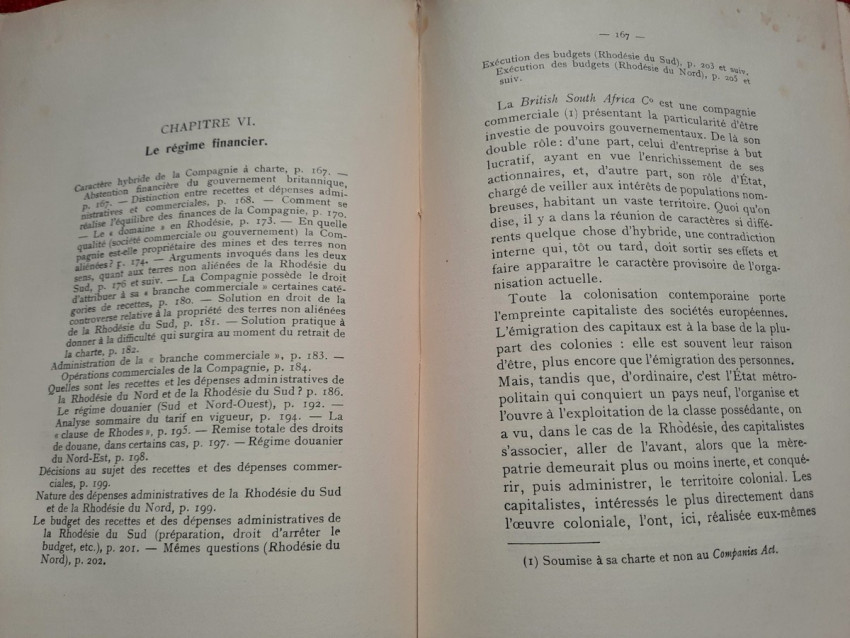 CHAPITRE VI.
Le régime financier.
Caractère hybride de la Compagnie à charte, p. 167. —
Abstention financière du gouvernement britannique,
p. 167. — Distinction entre recettes et dépenses admi-
nistratives et commerciales, p. 168. — Comment se
réalise l'équilibre des finances de la Compagnie, p. 170.
— Le « domaine » en Rhodésie, p. 173. — En quelle
qualité (société commerciale ou gouvernement) la Com-
pagnie est-elle propriétaire des mines et des terres non
aliénées? p. 174. — Arguments invoqués dans les deux
sens, quant aux terres non aliénées de la Rhodésie du
Sud, p. 176 et suiv. — La Compagnie possède le droit
d'attribuer à sa « branche commerciale » certaines caté-
gories de recettes, p. 180. — Solution en droit de la
controverse relative à la propriété des terres non aliénées
de la Rhodésie du Sud, p. 181. — Solution pratique à
donner à la difficulté qui surgira au moment du retrait de
la charte, p. 182.
Administration de la « branche commerciale », p. 183. —
Opérations commerciales de la Compagnie, p. 184.
Quelles sont les recettes et les dépenses administratives de
la Rhodésie du Nord et de la Rhodésie du Sud? p. 186.
Le régime douanier (Sud et Nord-Ouest), p. 192. —
Analyse sommaire du tarif en vigueur, p. 194. — La
« clause de Rhodes », p. 195. — Remise totale des droits
de douane, dans certains cas, p. 197. — Régime douanier
du Nord-Est, p. 198.
Décisions au sujet des recettes et des dépenses commer-
ciales, p. 199.
Nature des dépenses administratives de la Rhodésie du Sud
et de la Rhodésie du Nord, p. 199.
Le budget des recettes et des dépenses administratives de
la Rhodésie du Sud (préparation, droit d'arrêter le
budget, etc.), p. 201. — Mêmes questions (Rhodésie du
Nord), p. 202.
— 167 —
Exécution des budgets (Rhodésie du Sud), p. 203 et suiv.
Exécution des budgets (Rhodésie du Nord), p. 205 et
suiv.
La British South Africa Cº est une compagnie
commerciale (1) présentant la particularité d'être
investie de pouvoirs gouvernementaux. De là son
double rôle : d'une part, celui d'entreprise à but
lucratif, ayant en vue l'enrichissement de ses
actionnaires, et, d'autre part, son rôle d'État,
chargé de veiller aux intérêts de populations nom-
breuses, habitant un vaste territoire. Quoi qu'on
dise, il y a dans la réunion de caractères si diffé-
rents quelque chose d'hybride, une contradiction
interne qui, tôt ou tard, doit sortir ses effets et
faire apparaître le caractère provisoire de l'orga-
nisation actuelle.
Toute la colonisation contemporaine porte
l'empreinte capitaliste des sociétés européennes.
L'émigration des capitaux est à la base de la plu-
part des colonies : elle est souvent leur raison
d'être, plus encore que l'émigration des personnes.
Mais, tandis que, d'ordinaire, c'est l'État métro-
politain qui conquiert un pays neuf, l'organise et
l'ouvre à l'exploitation de la classe possédante, on
a vu, dans le cas de la Rhodésie, des capitalistes
s'associer, aller de l'avant, alors que la mère-
patrie demeurait plus ou moins inerte, et conqué-
rir, puis administrer, le territoire colonial. Les
capitalistes, intéressés le plus directement dans
l'œuvre coloniale, l'ont, ici, réalisée eux-mêmes
(1) Soumise à sa charte et non au Companies Act.